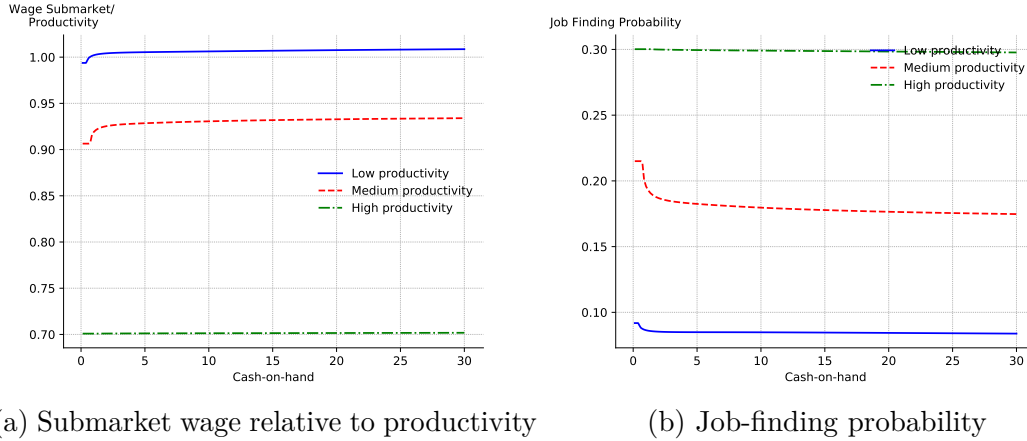 Wage Submarket/
Productivity
1.00
0.95
0.90
0.85
0.80
0.75
0.70
0 5 10 15 20 25 30
Cash-on-hand
Low productivity
Medium productivity
High productivity
a) Submarket wage relative to productivity
Job Finding Probability
0.30
0.25
0.20
0.15
0.10
0 5 10 15 20 25 30
Cash-on-hand
Low productivity
Medium productivity
High productivity
(b) Job-finding probability